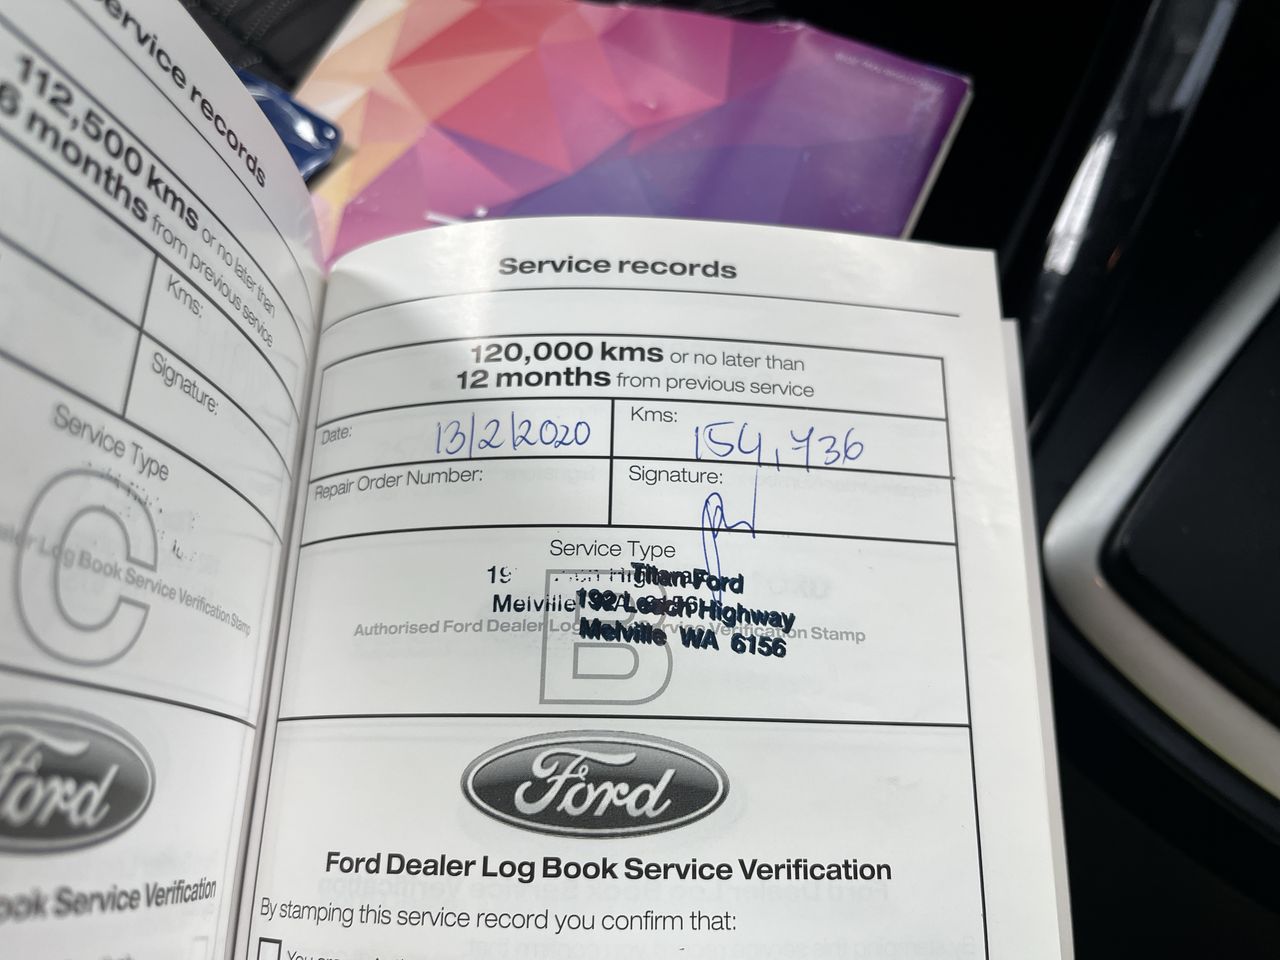 Service records
112,500 kms or no later than
6 months from previous service
Kms:
Signature:
Service Type
C
Log Book Service Verification Stamp
Ford
Book Service Verification
Service records
120,000 kms or no later than
12 months from previous service
Date: 13/2/2020
Kms: 154,736
Repair Order Number:
Signature:
Service Type
B
Titan Ford
192 Leach Highway
Melville WA 6156
Authorised Ford Dealer Log Service Verification Stamp
Ford
Ford Dealer Log Book Service Verification
By stamping this service record you confirm that: